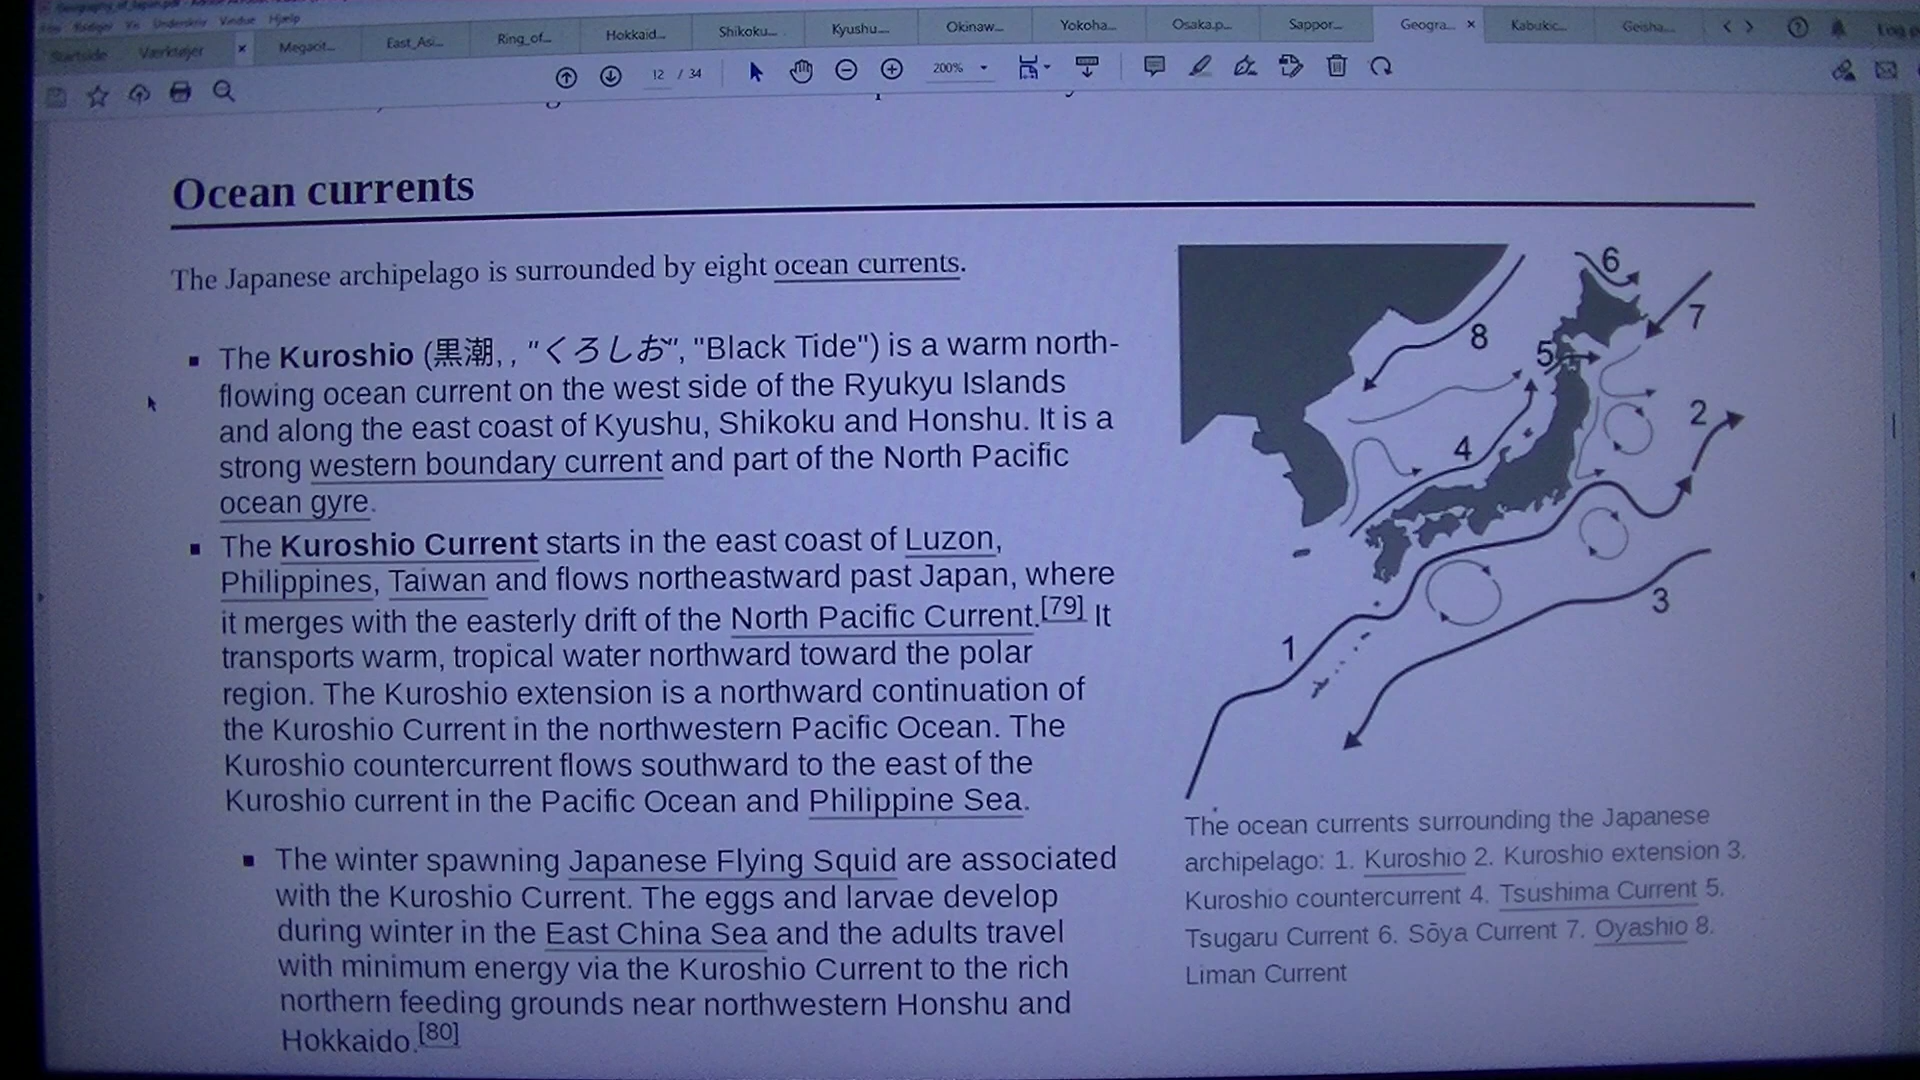 Startside Værktøjer × Megacit... East_Asi... Ring_of... Hokkaid... Shikoku... Kyushu... Okinaw... Yokoha... Osaka.p... Sappor... Geogra... × Kabukic... Geisha...
12 / 34 200%
Ocean currents
The Japanese archipelago is surrounded by eight ocean currents.
▪ The Kuroshio (黒潮, , "くろしお", "Black Tide") is a warm north-
flowing ocean current on the west side of the Ryukyu Islands
and along the east coast of Kyushu, Shikoku and Honshu. It is a
strong western boundary current and part of the North Pacific
ocean gyre.
▪ The Kuroshio Current starts in the east coast of Luzon,
Philippines, Taiwan and flows northeastward past Japan, where
it merges with the easterly drift of the North Pacific Current.[79] It
transports warm, tropical water northward toward the polar
region. The Kuroshio extension is a northward continuation of
the Kuroshio Current in the northwestern Pacific Ocean. The
Kuroshio countercurrent flows southward to the east of the
Kuroshio current in the Pacific Ocean and Philippine Sea.
▪ The winter spawning Japanese Flying Squid are associated
with the Kuroshio Current. The eggs and larvae develop
during winter in the East China Sea and the adults travel
with minimum energy via the Kuroshio Current to the rich
northern feeding grounds near northwestern Honshu and
Hokkaido.[80]
6
7
8
5
2
4
3
1
The ocean currents surrounding the Japanese
archipelago: 1. Kuroshio 2. Kuroshio extension 3.
Kuroshio countercurrent 4. Tsushima Current 5.
Tsugaru Current 6. Sōya Current 7. Oyashio 8.
Liman Current